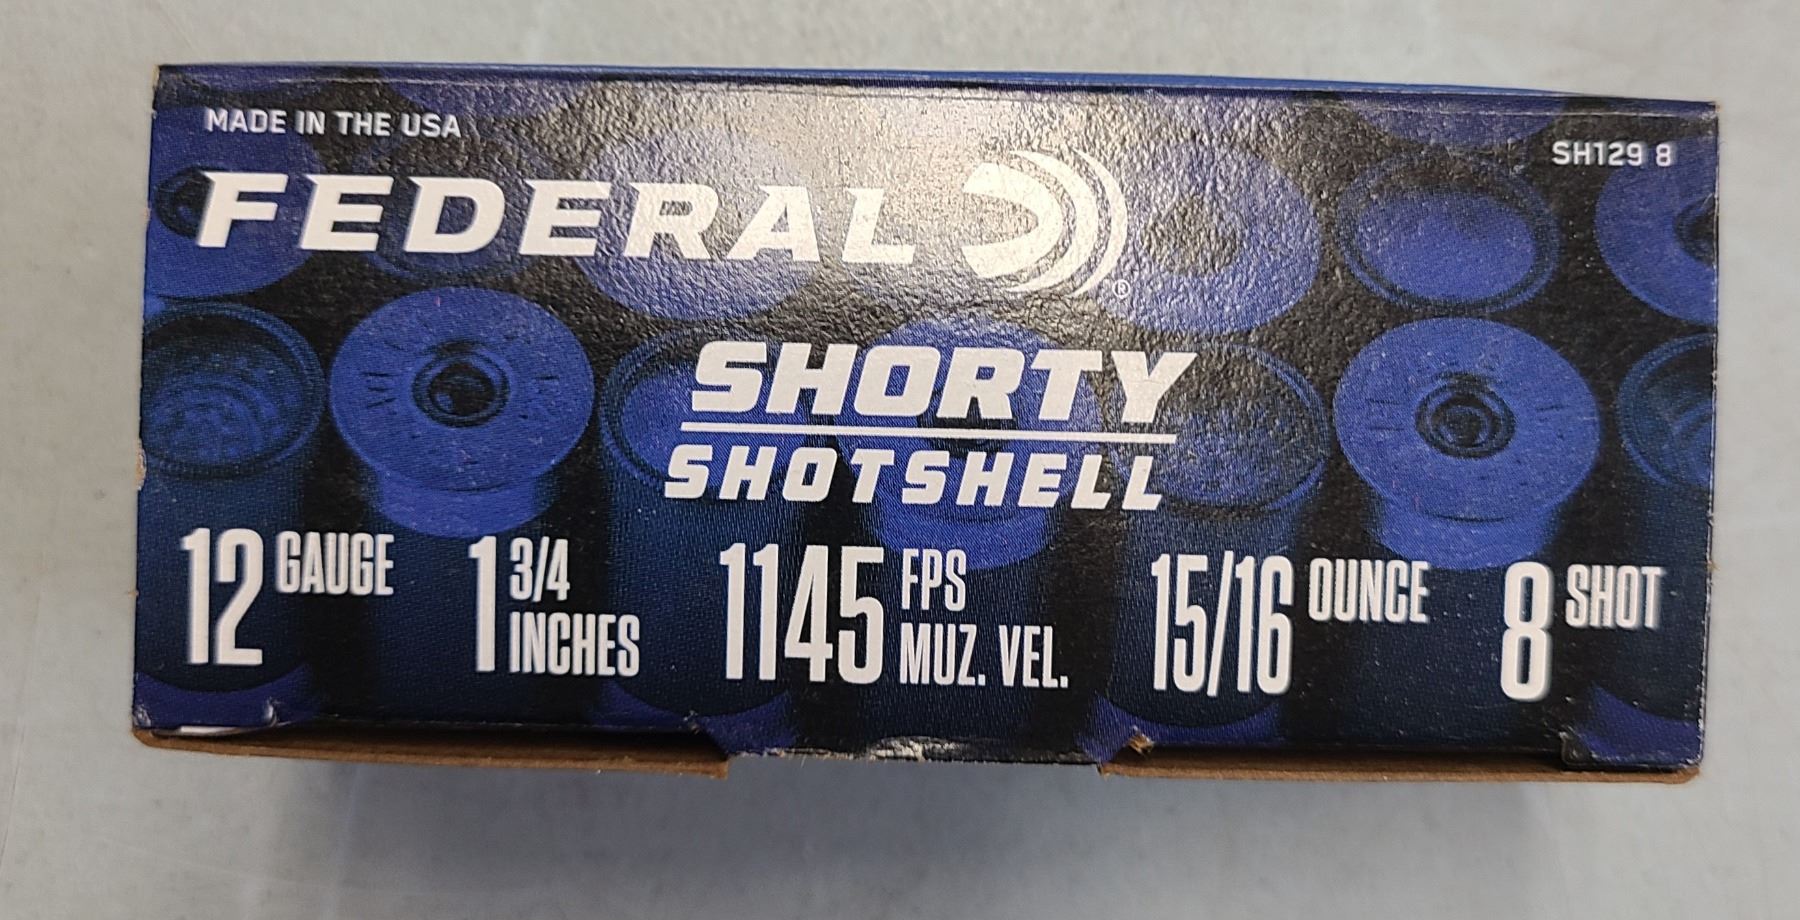 MADE IN THE USA
SH129 8
FEDERAL ®
SHORTY
SHOTSHELL
12 GAUGE
1 3/4 INCHES
1145 FPS MUZ. VEL.
15/16 OUNCE
8 SHOT